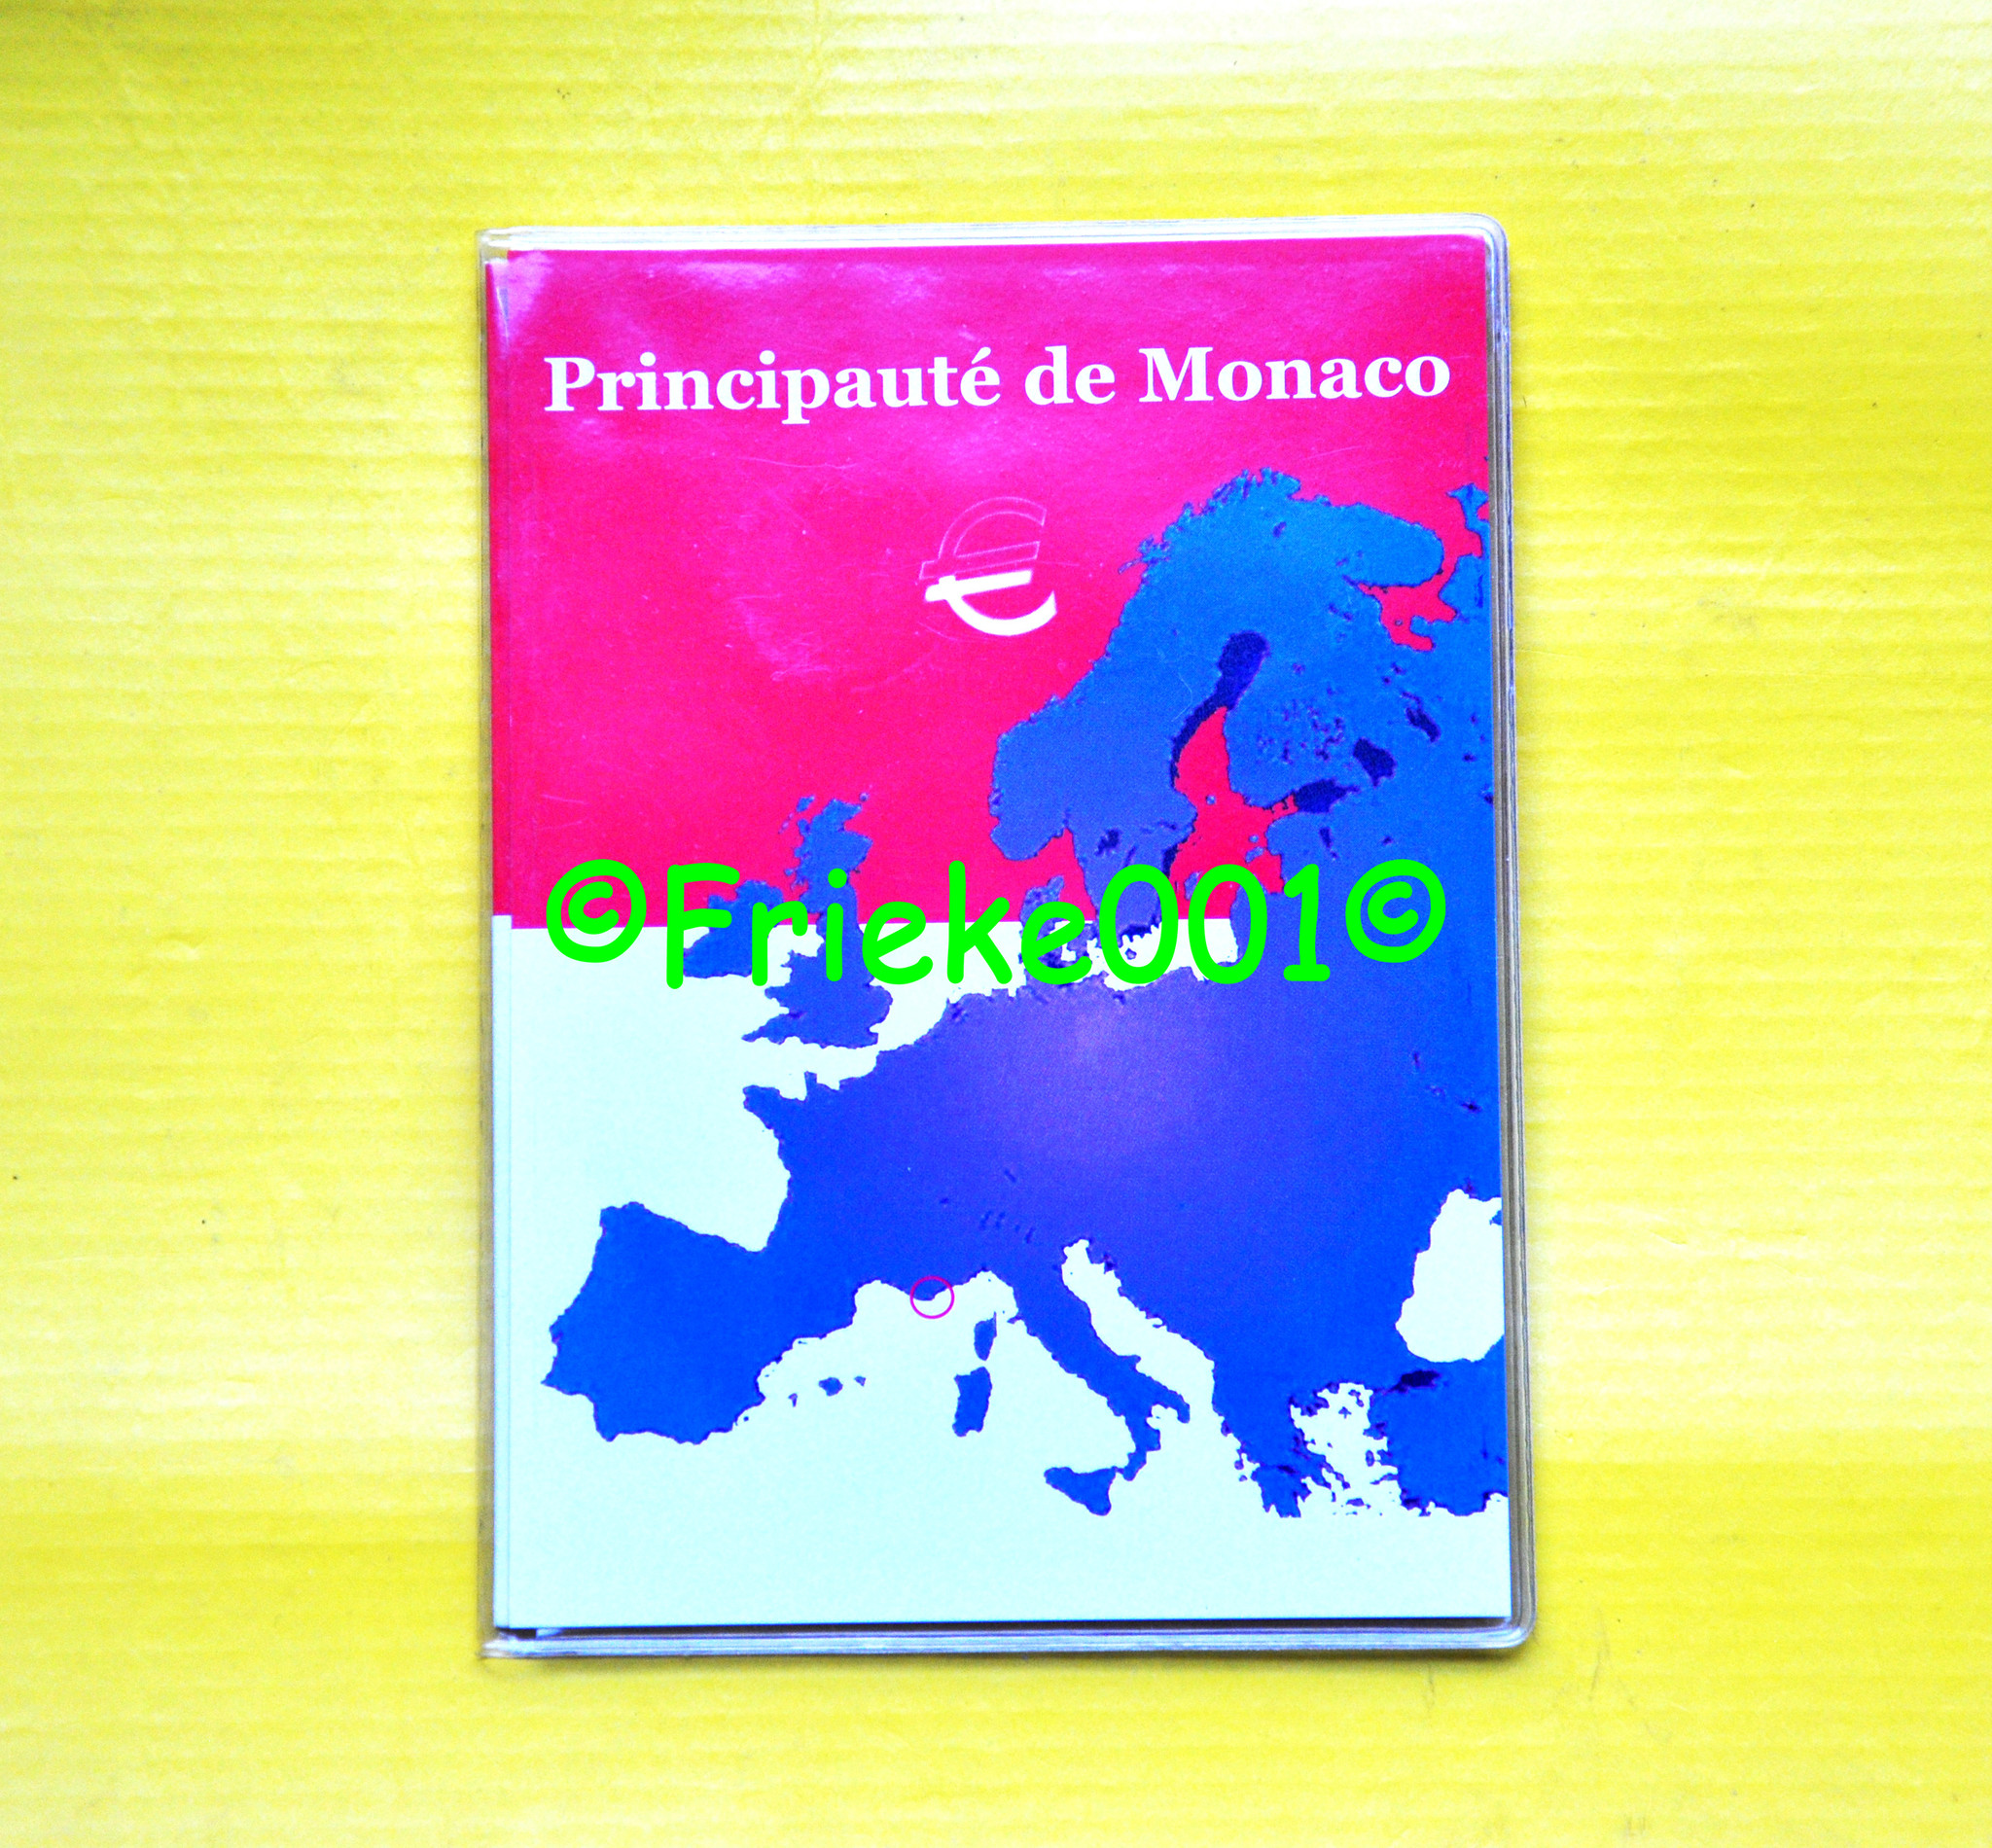 Principauté de Monaco
€
©Frieke001©